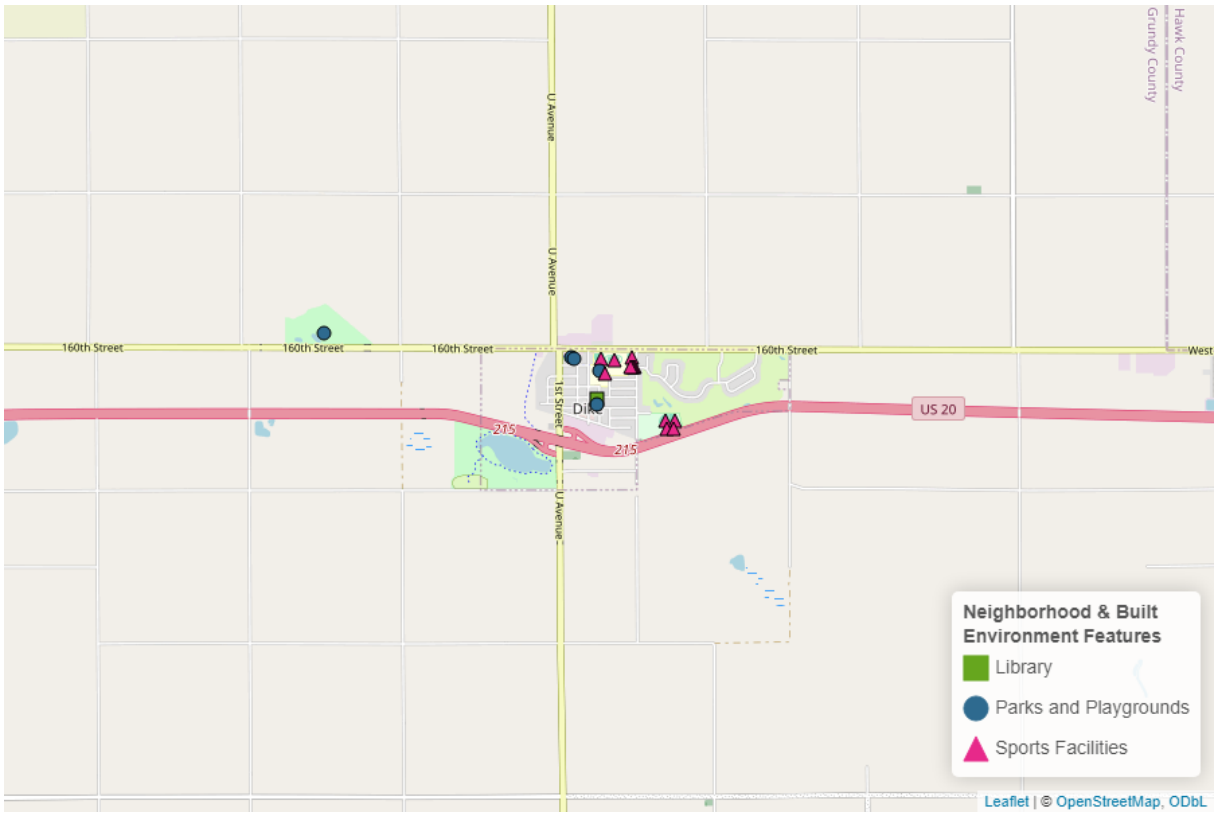 Hawk County
Grundy County
U Avenue
U Avenue
160th Street
160th Street
160th Street
160th Street
West
1st Street
Dike
US 20
215
215
U Avenue
Neighborhood & Built
Environment Features
Library
Parks and Playgrounds
Sports Facilities
Leaflet | © OpenStreetMap, ODbL